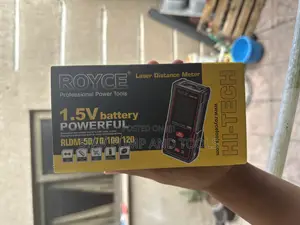 ROYCE
Professional Power Tools
Laser Distance Meter
1.5V battery
POWERFUL
RLDM-50/70/100/120
HI-TECH